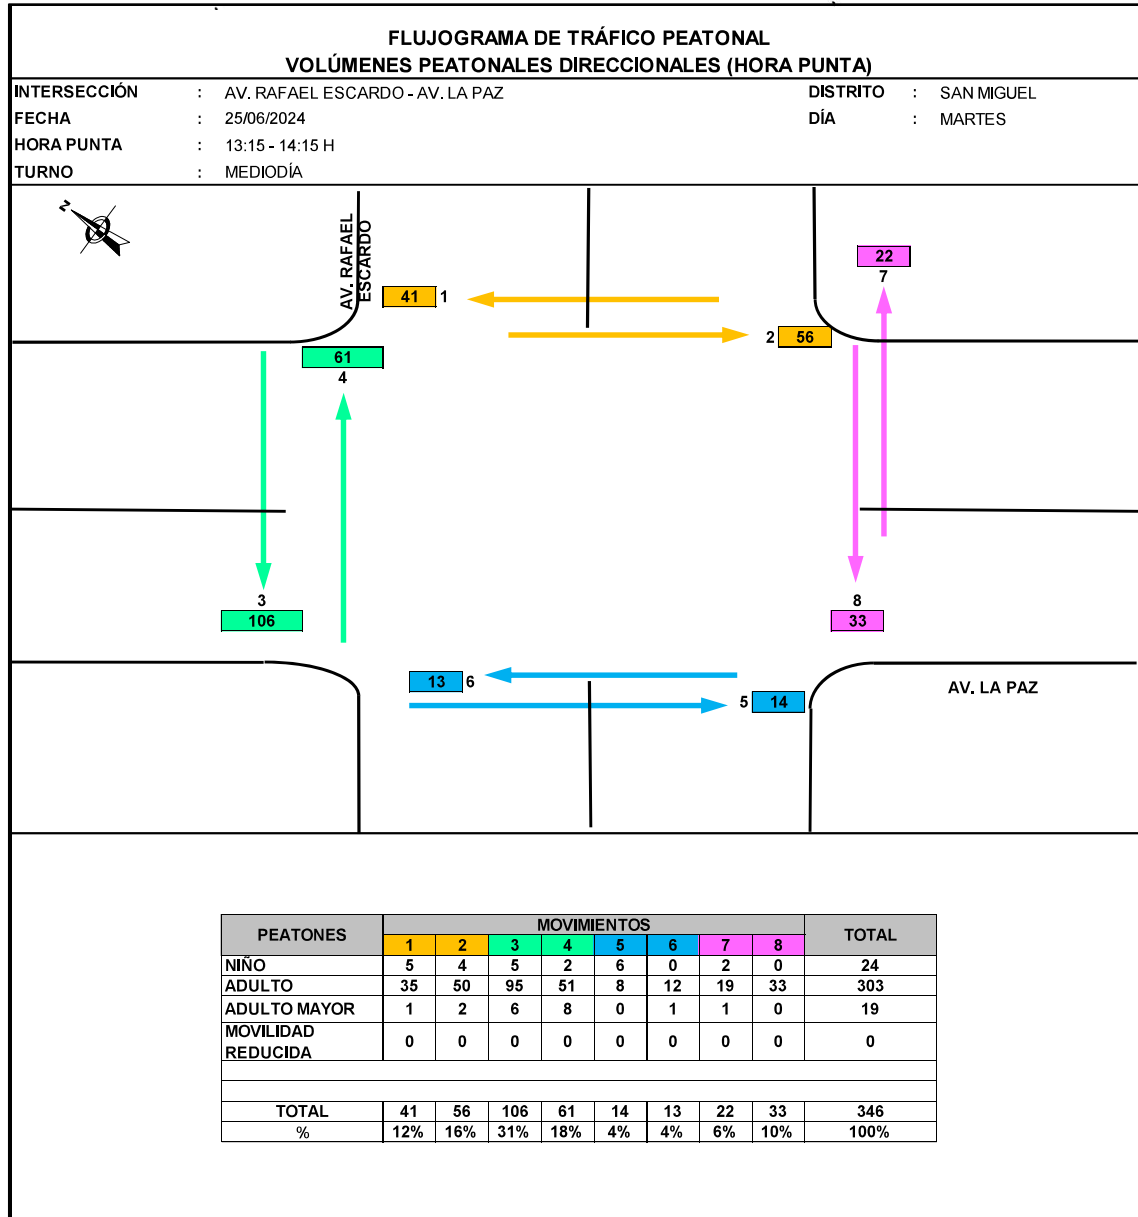 FLUJOGRAMA DE TRÁFICO PEATONAL
VOLÚMENES PEATONALES DIRECCIONALES (HORA PUNTA)
INTERSECCIÓN : AV. RAFAEL ESCARDO - AV. LA PAZ DISTRITO : SAN MIGUEL
FECHA : 25/06/2024 DÍA : MARTES
HORA PUNTA : 13:15 - 14:15 H
TURNO : MEDIODÍA
N
AV. RAFAEL
ESCARDO
22
7
41 1
2 56
61
4
3
106
8
33
13 6
5 14
AV. LA PAZ
PEATONES MOVIMIENTOS TOTAL
1 2 3 4 5 6 7 8
NIÑO 5 4 5 2 6 0 2 0 24
ADULTO 35 50 95 51 8 12 19 33 303
ADULTO MAYOR 1 2 6 8 0 1 1 0 19
MOVILIDAD
REDUCIDA 0 0 0 0 0 0 0 0 0
TOTAL 41 56 106 61 14 13 22 33 346
% 12% 16% 31% 18% 4% 4% 6% 10% 100%